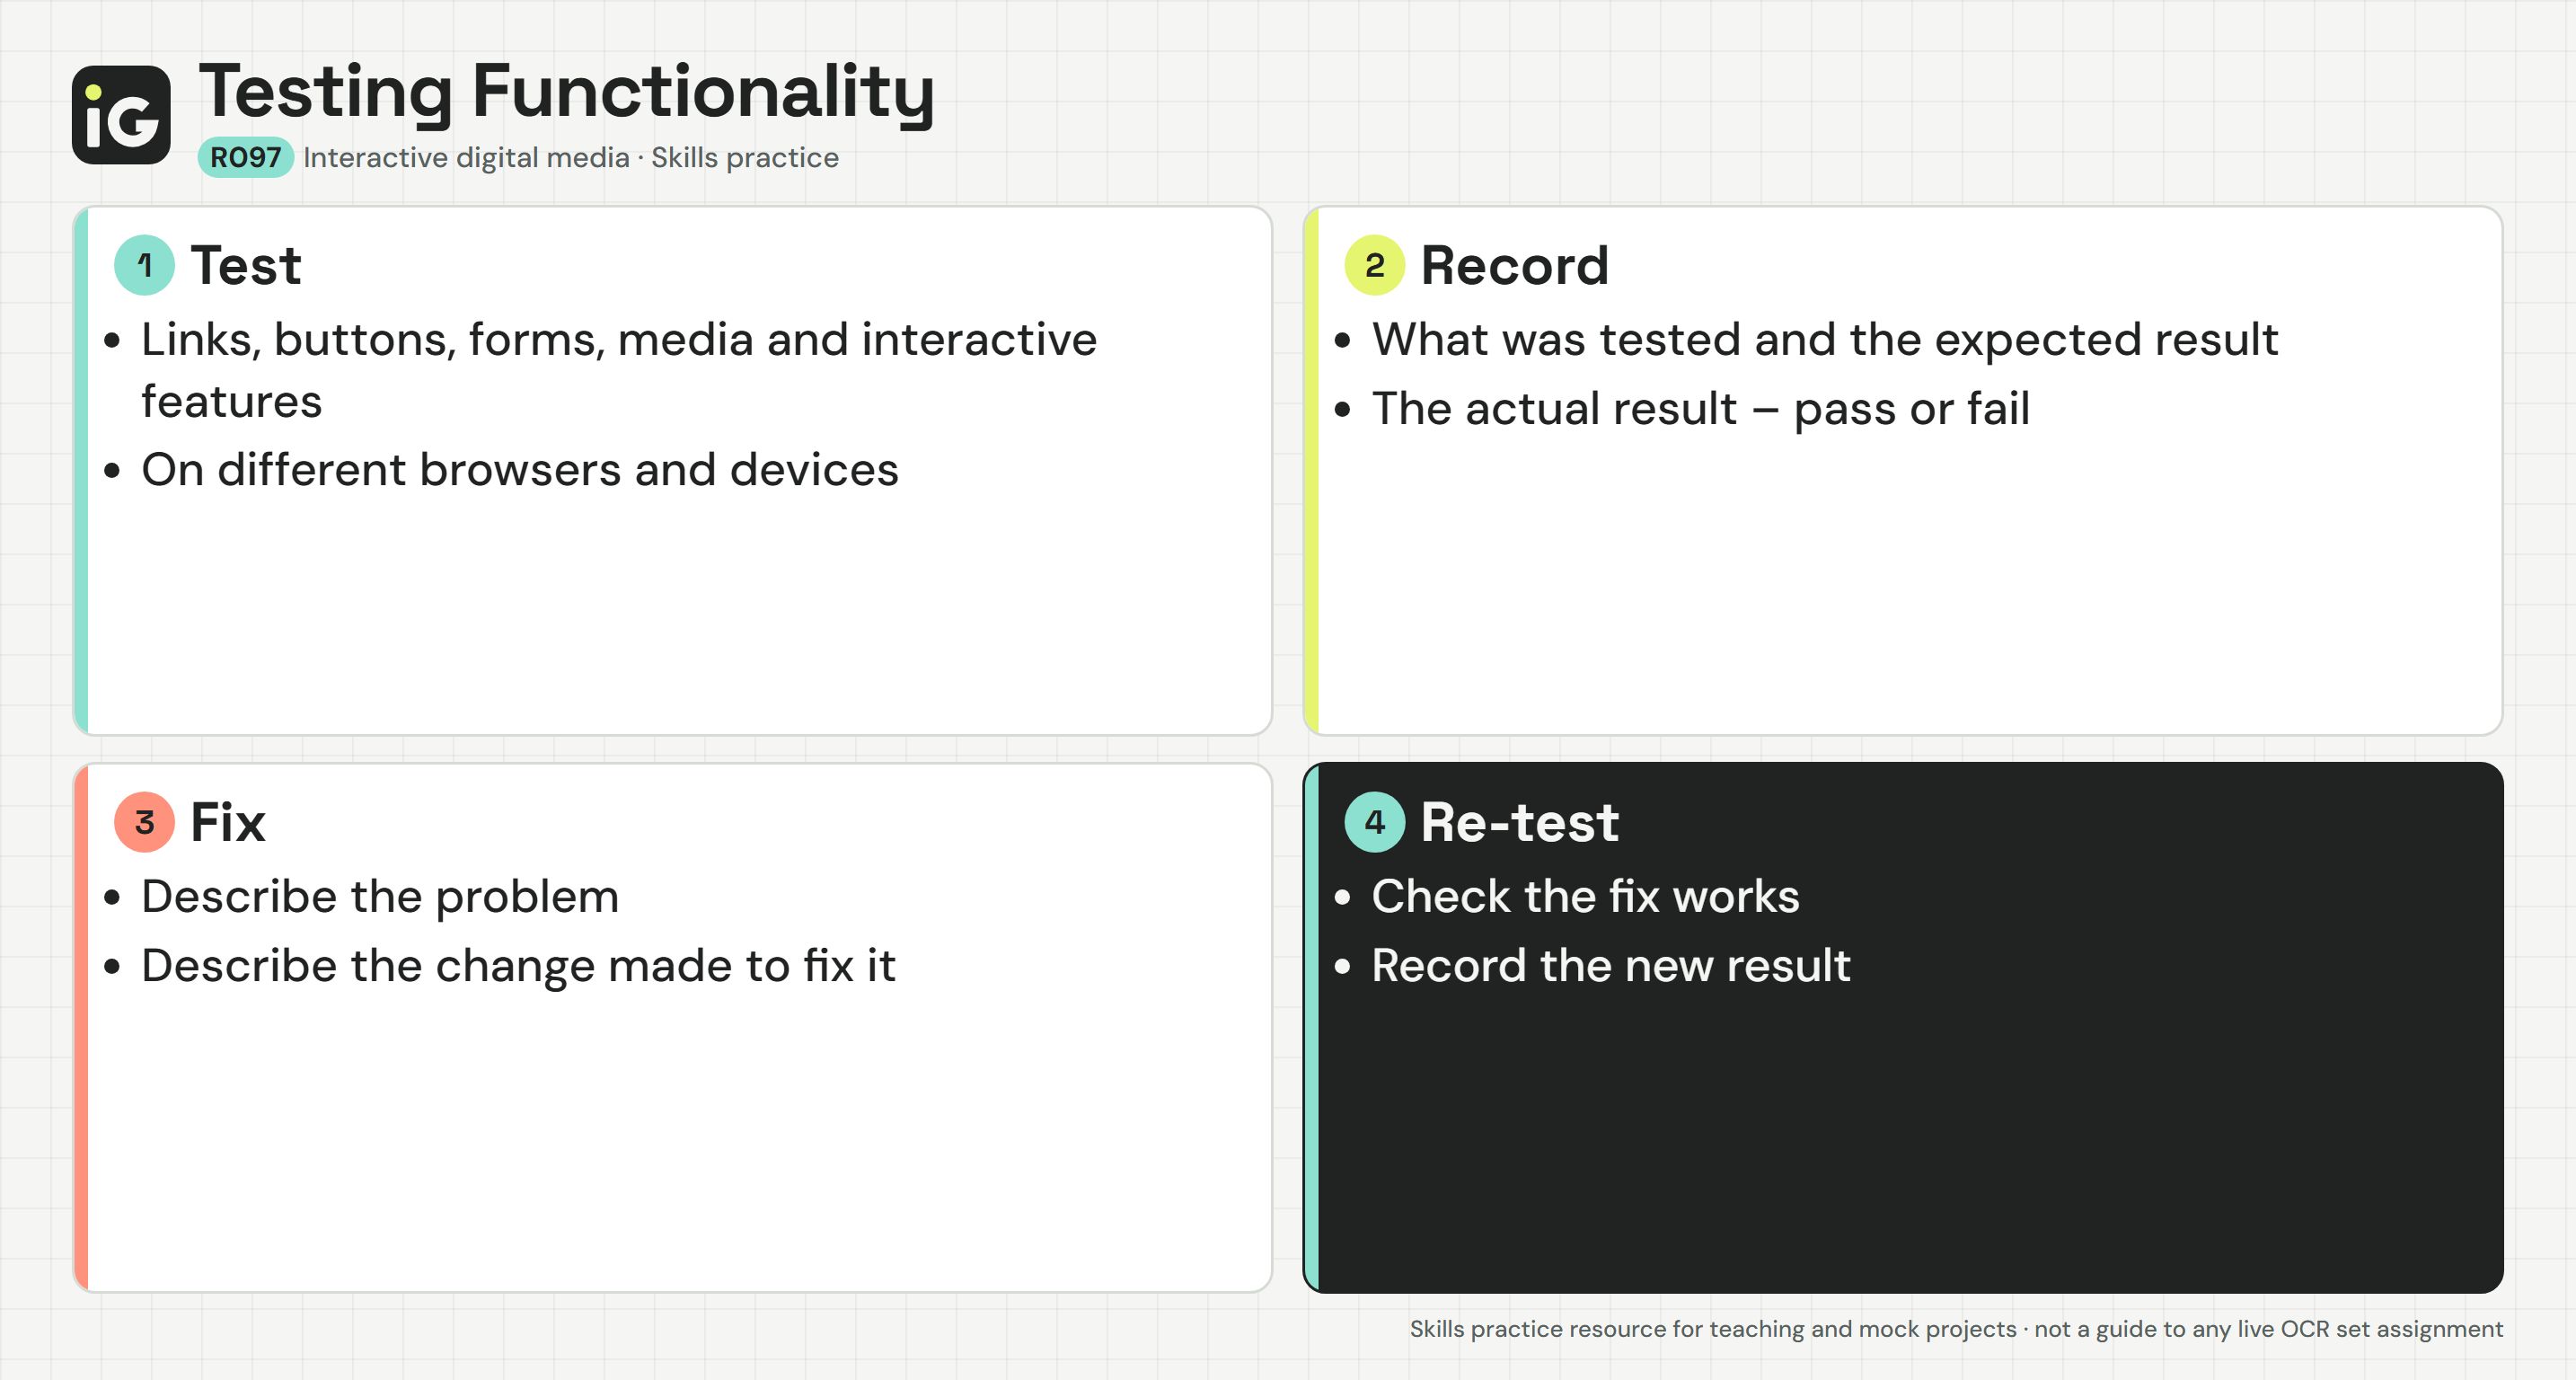 iG
Testing Functionality
R097 Interactive digital media · Skills practice
1 Test
• Links, buttons, forms, media and interactive
features
• On different browsers and devices
2 Record
• What was tested and the expected result
• The actual result – pass or fail
3 Fix
• Describe the problem
• Describe the change made to fix it
4 Re-test
• Check the fix works
• Record the new result
Skills practice resource for teaching and mock projects · not a guide to any live OCR set assignment